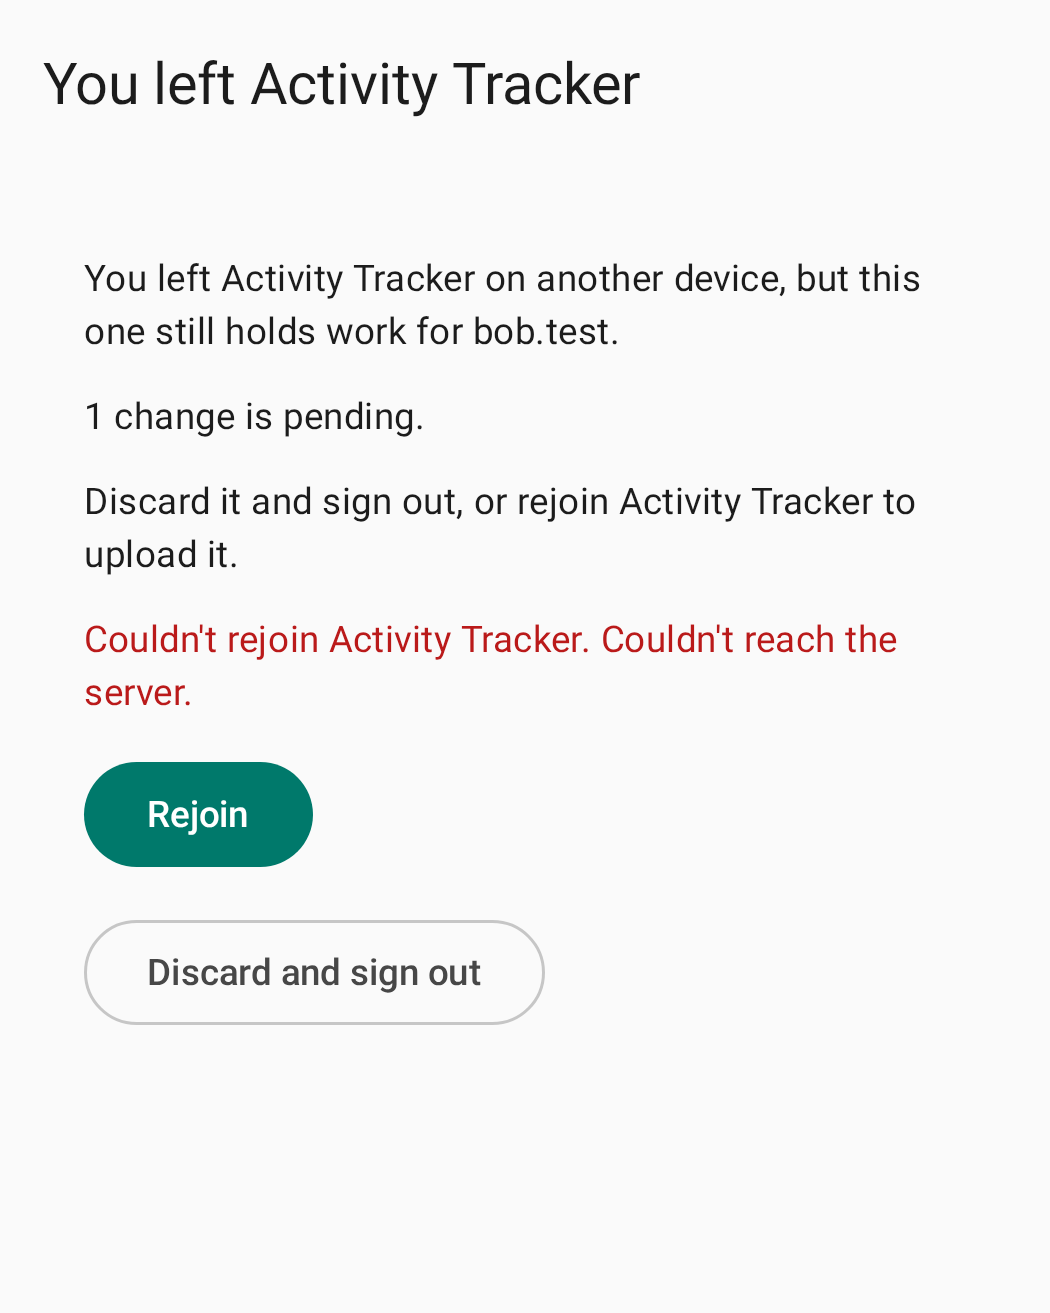 You left Activity Tracker
You left Activity Tracker on another device, but this
one still holds work for bob.test.
1 change is pending.
Discard it and sign out, or rejoin Activity Tracker to
upload it.
Couldn't rejoin Activity Tracker. Couldn't reach the
server.
Rejoin
Discard and sign out